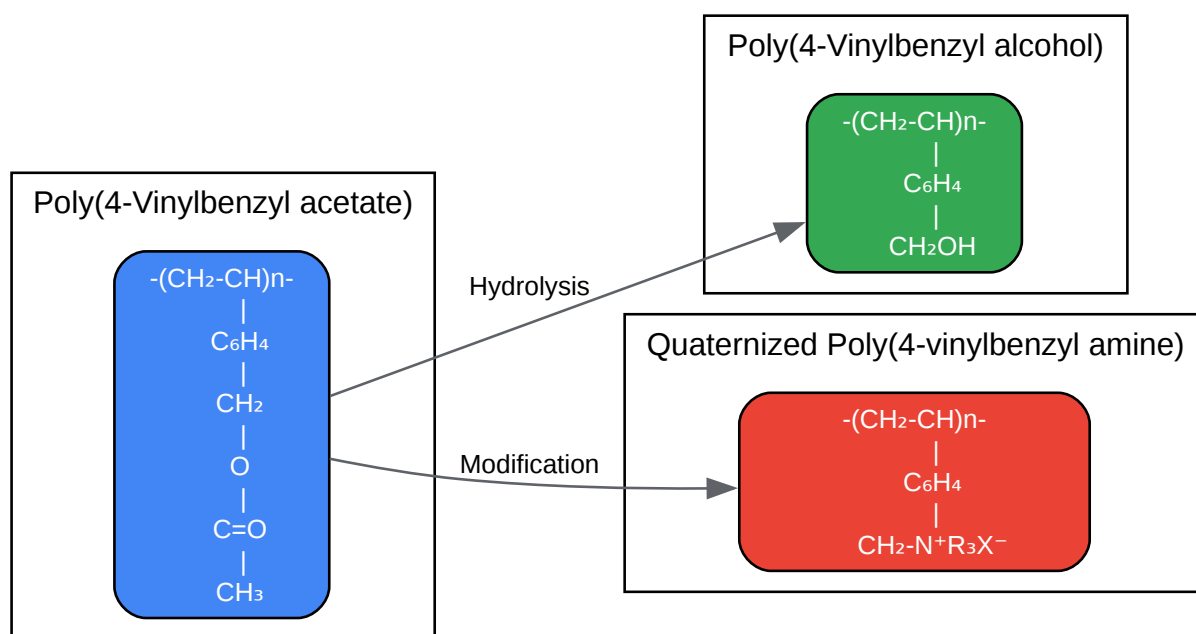 Poly(4-Vinylbenzyl acetate)
-(CH₂-CH)n-
|
C₆H₄
|
CH₂
|
O
|
C=O
|
CH₃
Hydrolysis
Modification
Poly(4-Vinylbenzyl alcohol)
-(CH₂-CH)n-
|
C₆H₄
|
CH₂OH
Quaternized Poly(4-vinylbenzyl amine)
-(CH₂-CH)n-
|
C₆H₄
|
CH₂-N⁺R₃X⁻